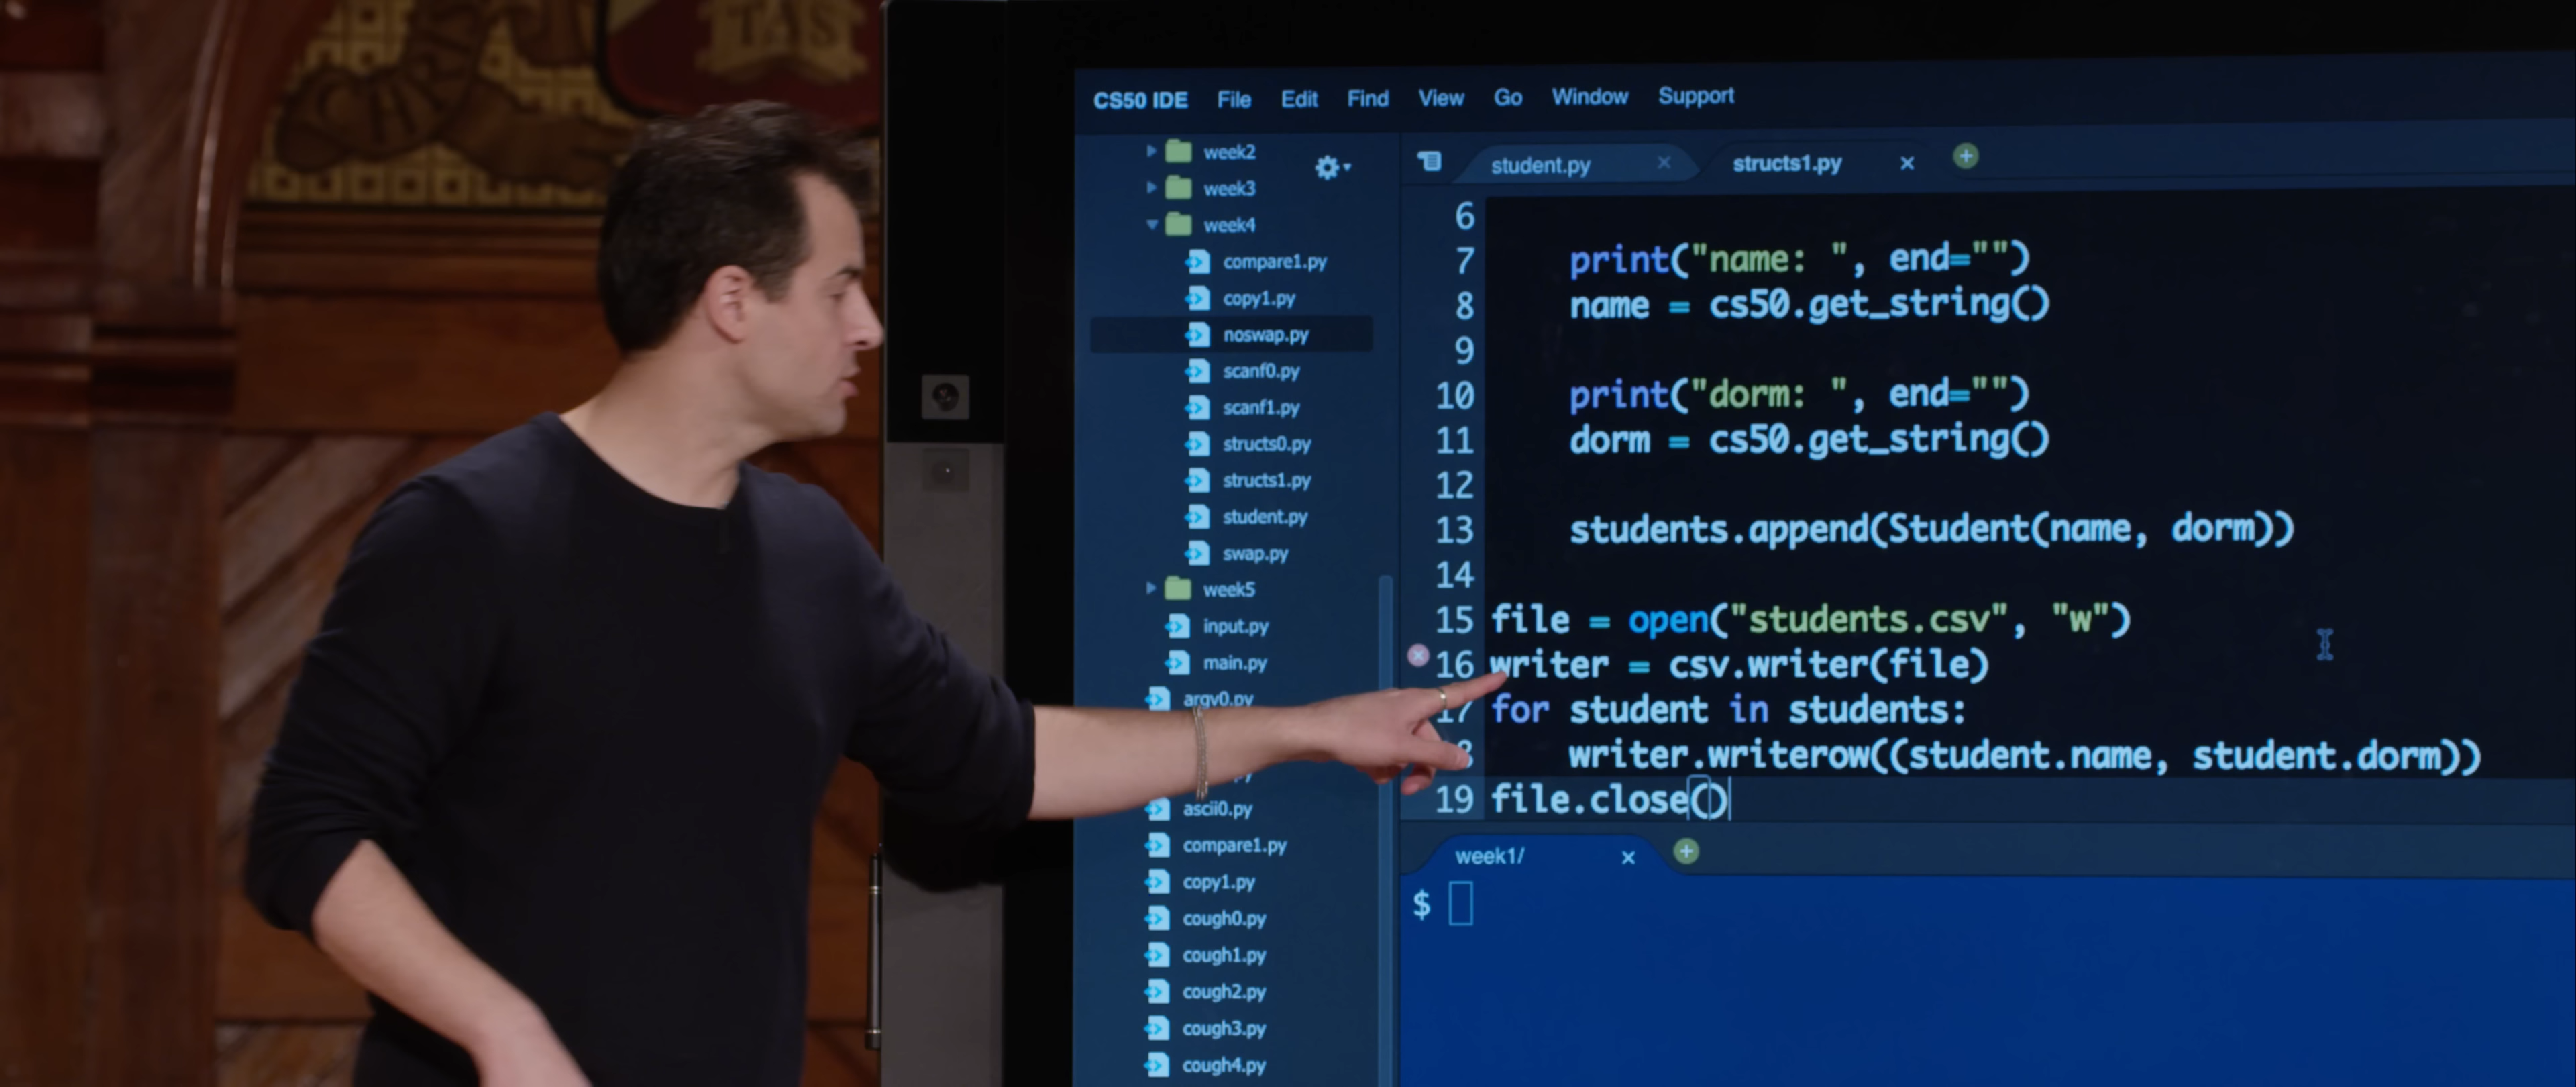 TAS
CS50 IDE File Edit Find View Go Window Support
week2
week3
week4
compare1.py
copy1.py
noswap.py
scanf0.py
scanf1.py
structs0.py
structs1.py
student.py
swap.py
week5
input.py
main.py
argv0.py
ascii0.py
compare1.py
copy1.py
cough0.py
cough1.py
cough2.py
cough3.py
cough4.py
student.py structs1.py
6
7 print("name: ", end="")
8 name = cs50.get_string()
9
10 print("dorm: ", end="")
11 dorm = cs50.get_string()
12
13 students.append(Student(name, dorm))
14
15 file = open("students.csv", "w")
16 writer = csv.writer(file)
17 for student in students:
writer.writerow((student.name, student.dorm))
19 file.close()
week1/
$